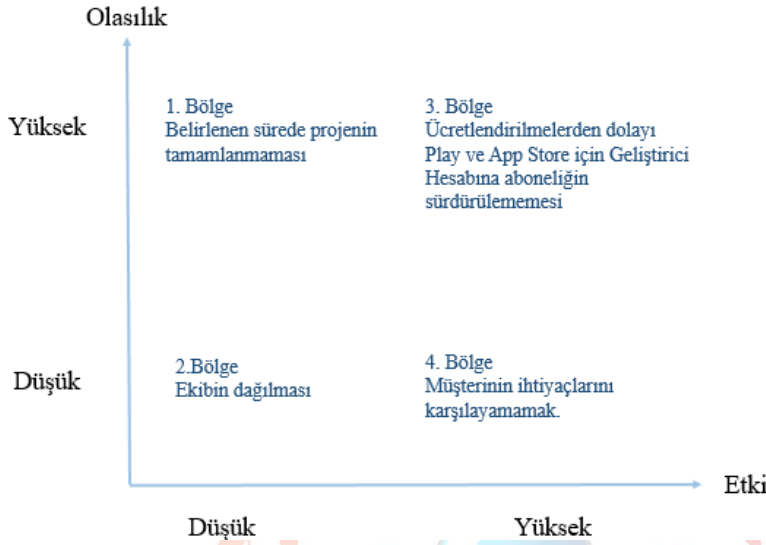 Olasılık
Yüksek
1. Bölge
Belirlenen sürede projenin
tamamlanmaması
3. Bölge
Ücretlendirilmelerden dolayı
Play ve App Store için Geliştirici
Hesabına aboneliğin
sürdürülememesi
Düşük
2.Bölge
Ekibin dağılması
4. Bölge
Müşterinin ihtiyaçlarını
karşılayamamak.
Etki
Düşük
Yüksek